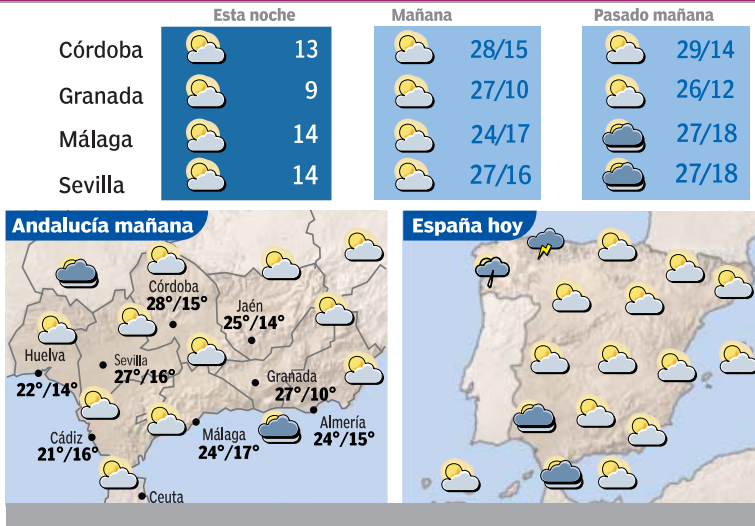 Esta noche Mañana Pasado mañana
Córdoba 13 28/15 29/14
Granada 9 27/10 26/12
Málaga 14 24/17 27/18
Sevilla 14 27/16 27/18
Andalucía mañana
Córdoba
28°/15°
Jaén
25°/14°
Huelva
22°/14°
Sevilla
27°/16°
Granada
27°/10°
Cádiz
21°/16°
Málaga
24°/17°
Almería
24°/15°
Ceuta
España hoy